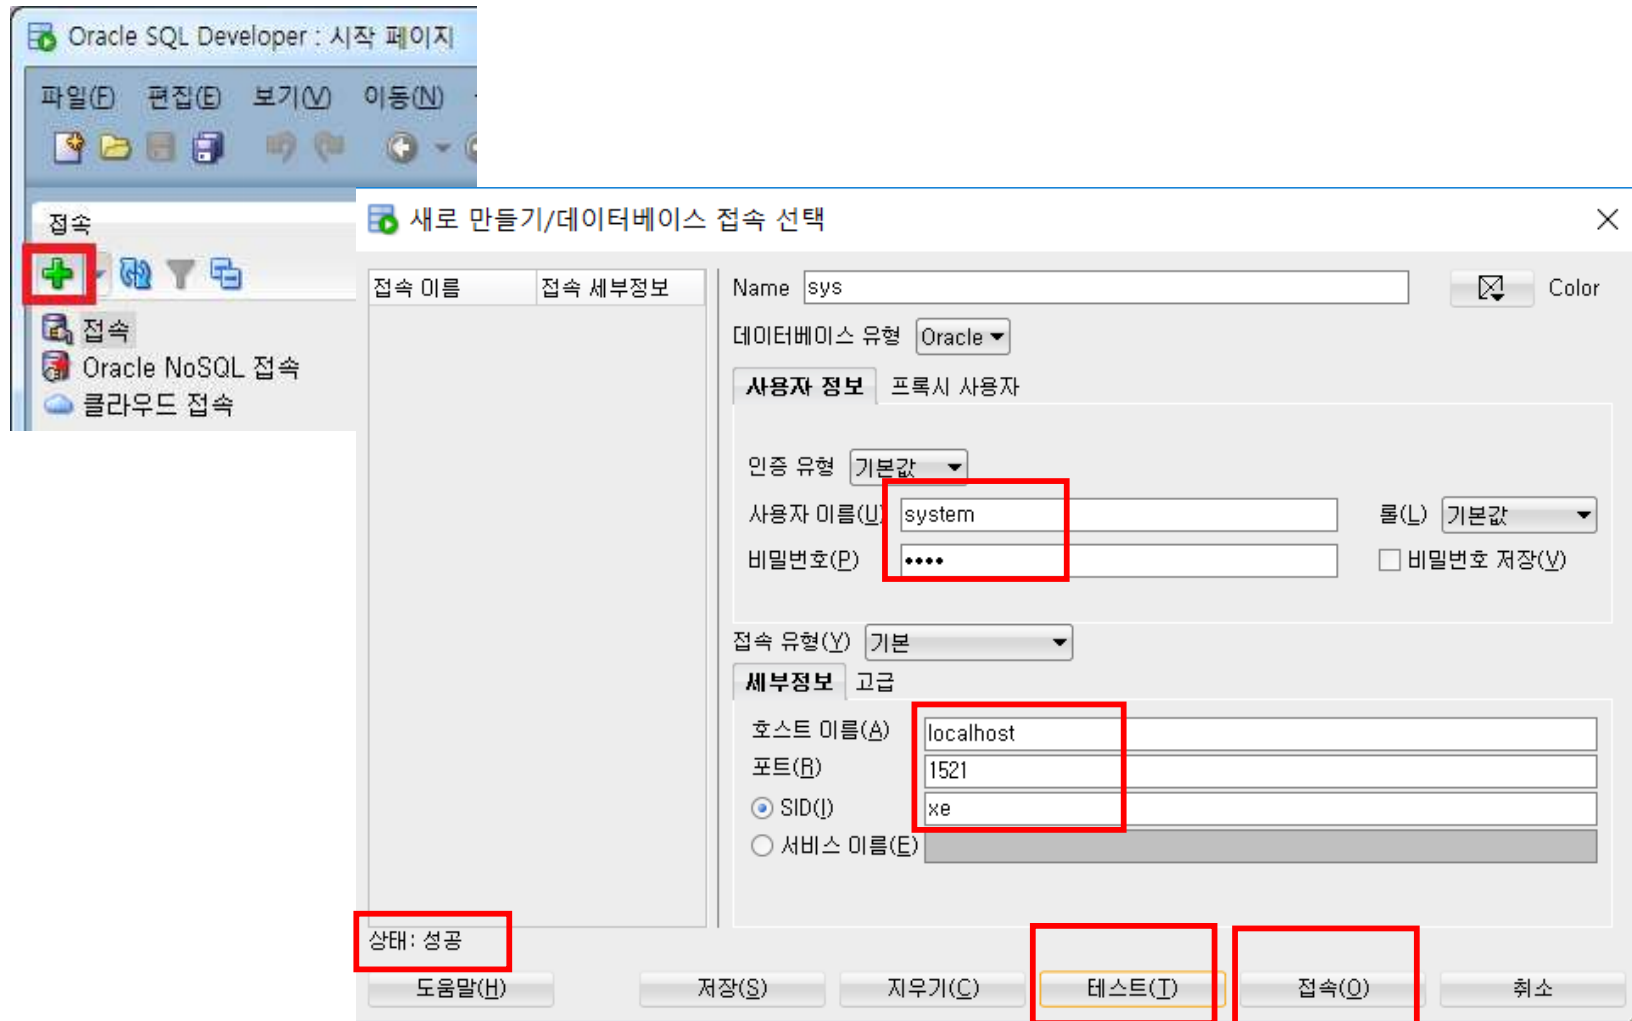 Oracle SQL Developer : 시작 페이지
파일(F) 편집(E) 보기(V) 이동(N)
접속
접속
Oracle NoSQL 접속
클라우드 접속
새로 만들기/데이터베이스 접속 선택
접속 이름 접속 세부정보
Name sys Color
데이터베이스 유형 Oracle
사용자 정보 프록시 사용자
인증 유형 기본값
사용자 이름(U) system 롤(L) 기본값
비밀번호(P) •••• 비밀번호 저장(V)
접속 유형(Y) 기본
세부정보 고급
호스트 이름(A) localhost
포트(R) 1521
SID(I) xe
서비스 이름(E)
상태: 성공
도움말(H) 저장(S) 지우기(C) 테스트(T) 접속(O) 취소